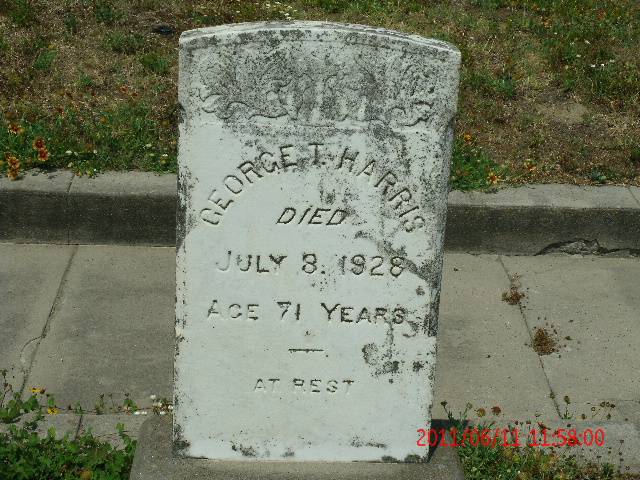 GEORGE T. HARRIS
DIED
JULY 8, 1928
AGE 71 YEARS
AT REST
2011/06/11 11:58:00